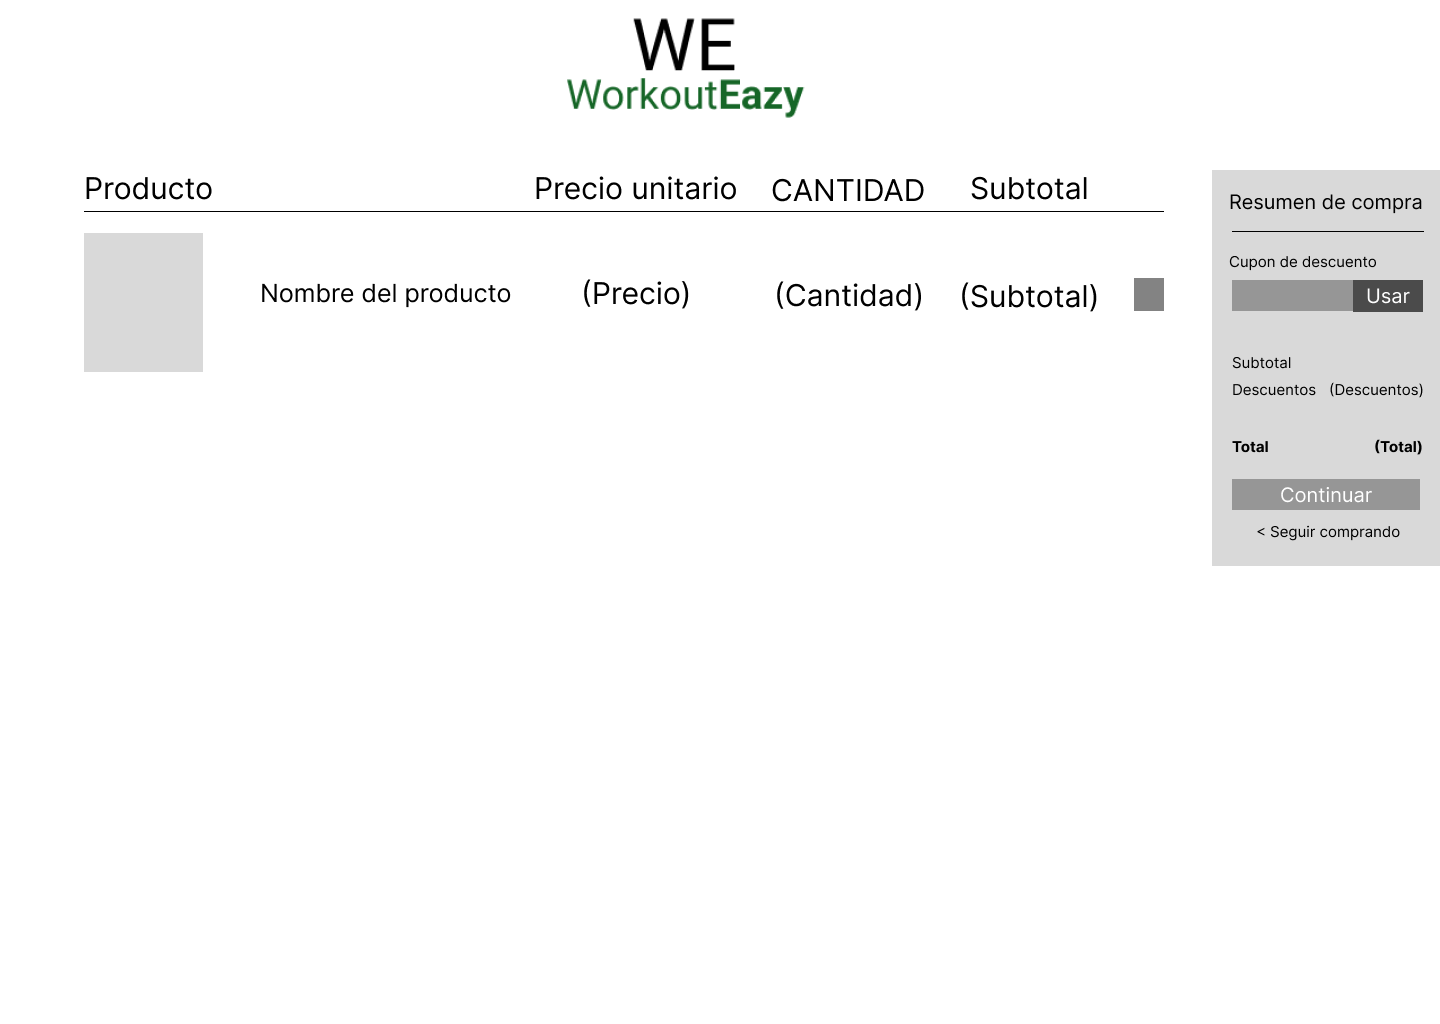 WE
WorkoutEazy
Producto Precio unitario CANTIDAD Subtotal
Nombre del producto (Precio) (Cantidad) (Subtotal)
Resumen de compra
Cupon de descuento
Usar
Subtotal
Descuentos (Descuentos)
Total (Total)
Continuar
< Seguir comprando